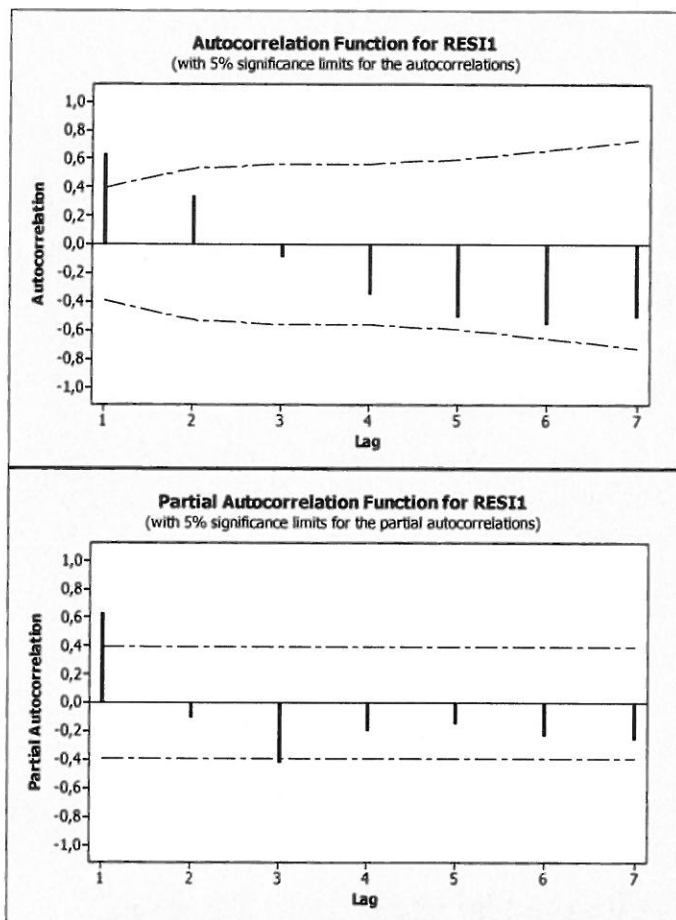 Autocorrelation Function for RESI1
(with 5% significance limits for the autocorrelations)
1,0
0,8
0,6
0,4
0,2
0,0
-0,2
-0,4
-0,6
-0,8
-1,0
Autocorrelation
1 2 3 4 5 6 7
Lag
Partial Autocorrelation Function for RESI1
(with 5% significance limits for the partial autocorrelations)
1,0
0,8
0,6
0,4
0,2
0,0
-0,2
-0,4
-0,6
-0,8
-1,0
Partial Autocorrelation
1 2 3 4 5 6 7
Lag